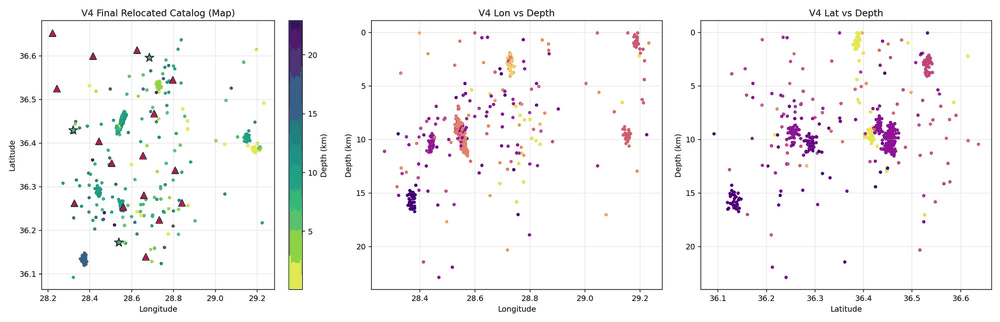 V4 Final Relocated Catalog (Map)
36.6
36.5
36.4
36.3
36.2
36.1
Latitude
28.2 28.4 28.6 28.8 29.0 29.2
Longitude
20
15
10
5
Depth (km)
V4 Lon vs Depth
0
5
10
15
20
Depth (km)
28.4 28.6 28.8 29.0 29.2
Longitude
V4 Lat vs Depth
0
5
10
15
20
Depth (km)
36.1 36.2 36.3 36.4 36.5 36.6
Latitude